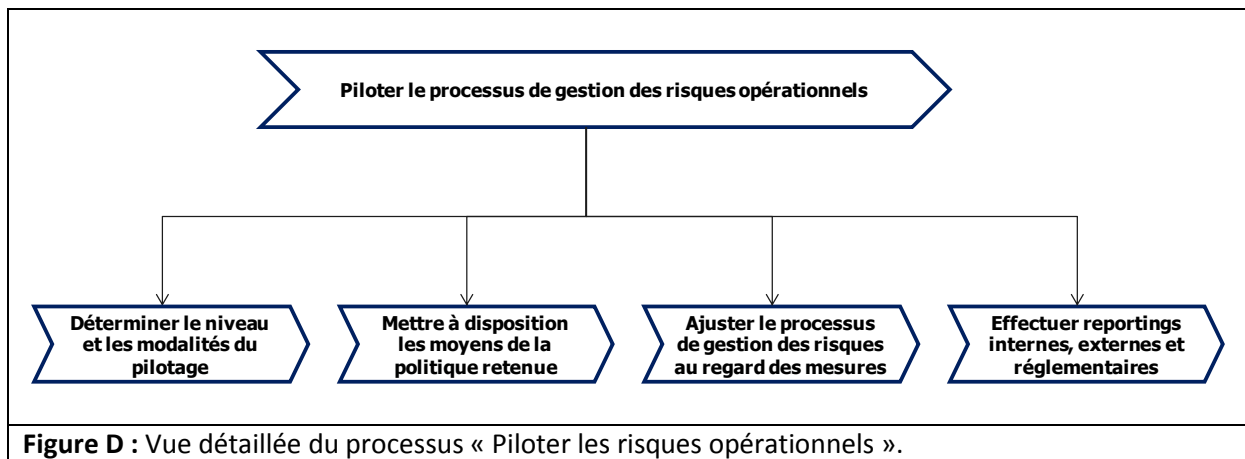 Piloter le processus de gestion des risques opérationnels
Déterminer le niveau
et les modalités du
pilotage
Mettre à disposition
les moyens de la
politique retenue
Ajuster le processus
de gestion des risques
au regard des mesures
Effectuer reportings
internes, externes et
réglementaires
Figure D : Vue détaillée du processus « Piloter les risques opérationnels ».